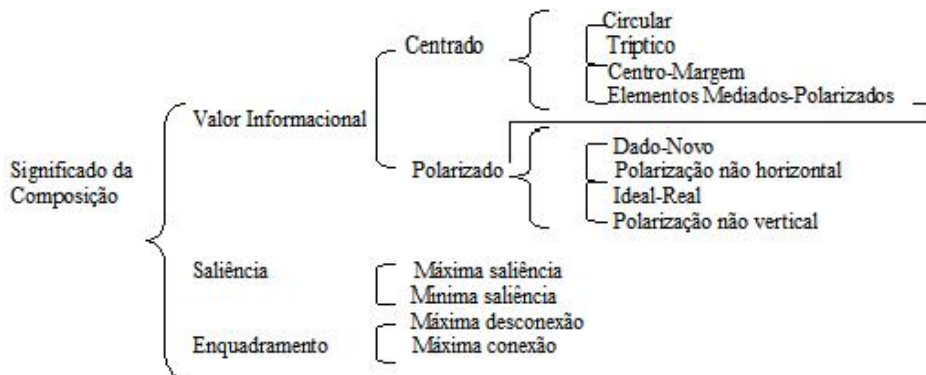 Significado da
Composição
Valor Informacional
Centrado
Circular
Tríptico
Centro-Margem
Elementos Mediados-Polarizados
Polarizado
Dado-Novo
Polarização não horizontal
Ideal-Real
Polarização não vertical
Saliência
Máxima saliência
Mínima saliência
Enquadramento
Máxima desconexão
Máxima conexão